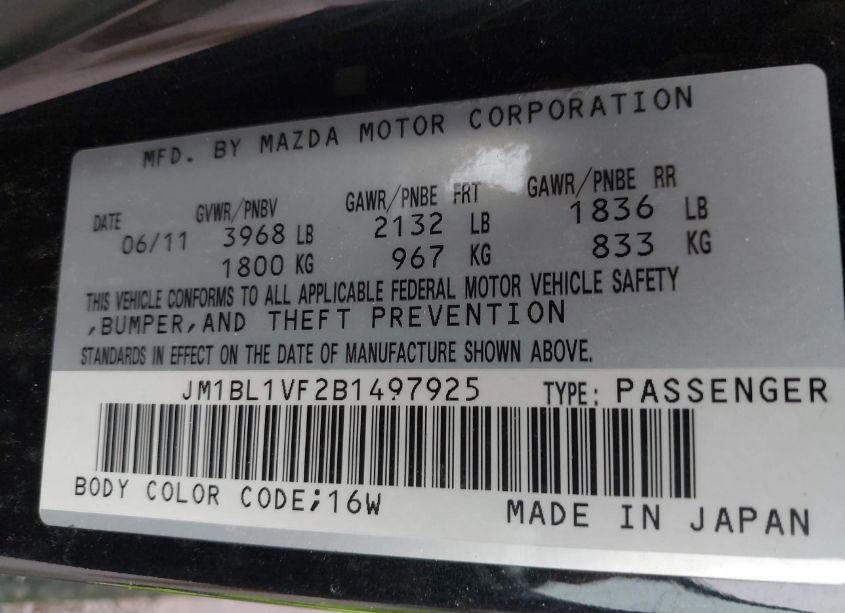 MFD. BY MAZDA MOTOR CORPORATION
DATE GVWR/PNBV GAWR/PNBE FRT GAWR/PNBE RR
06/11 3968 LB 2132 LB 1836 LB
1800 KG 967 KG 833 KG
THIS VEHICLE CONFORMS TO ALL APPLICABLE FEDERAL MOTOR VEHICLE SAFETY
,BUMPER,AND THEFT PREVENTION
STANDARDS IN EFFECT ON THE DATE OF MANUFACTURE SHOWN ABOVE.
JM1BL1VF2B1497925 TYPE: PASSENGER
BODY COLOR CODE;16W MADE IN JAPAN